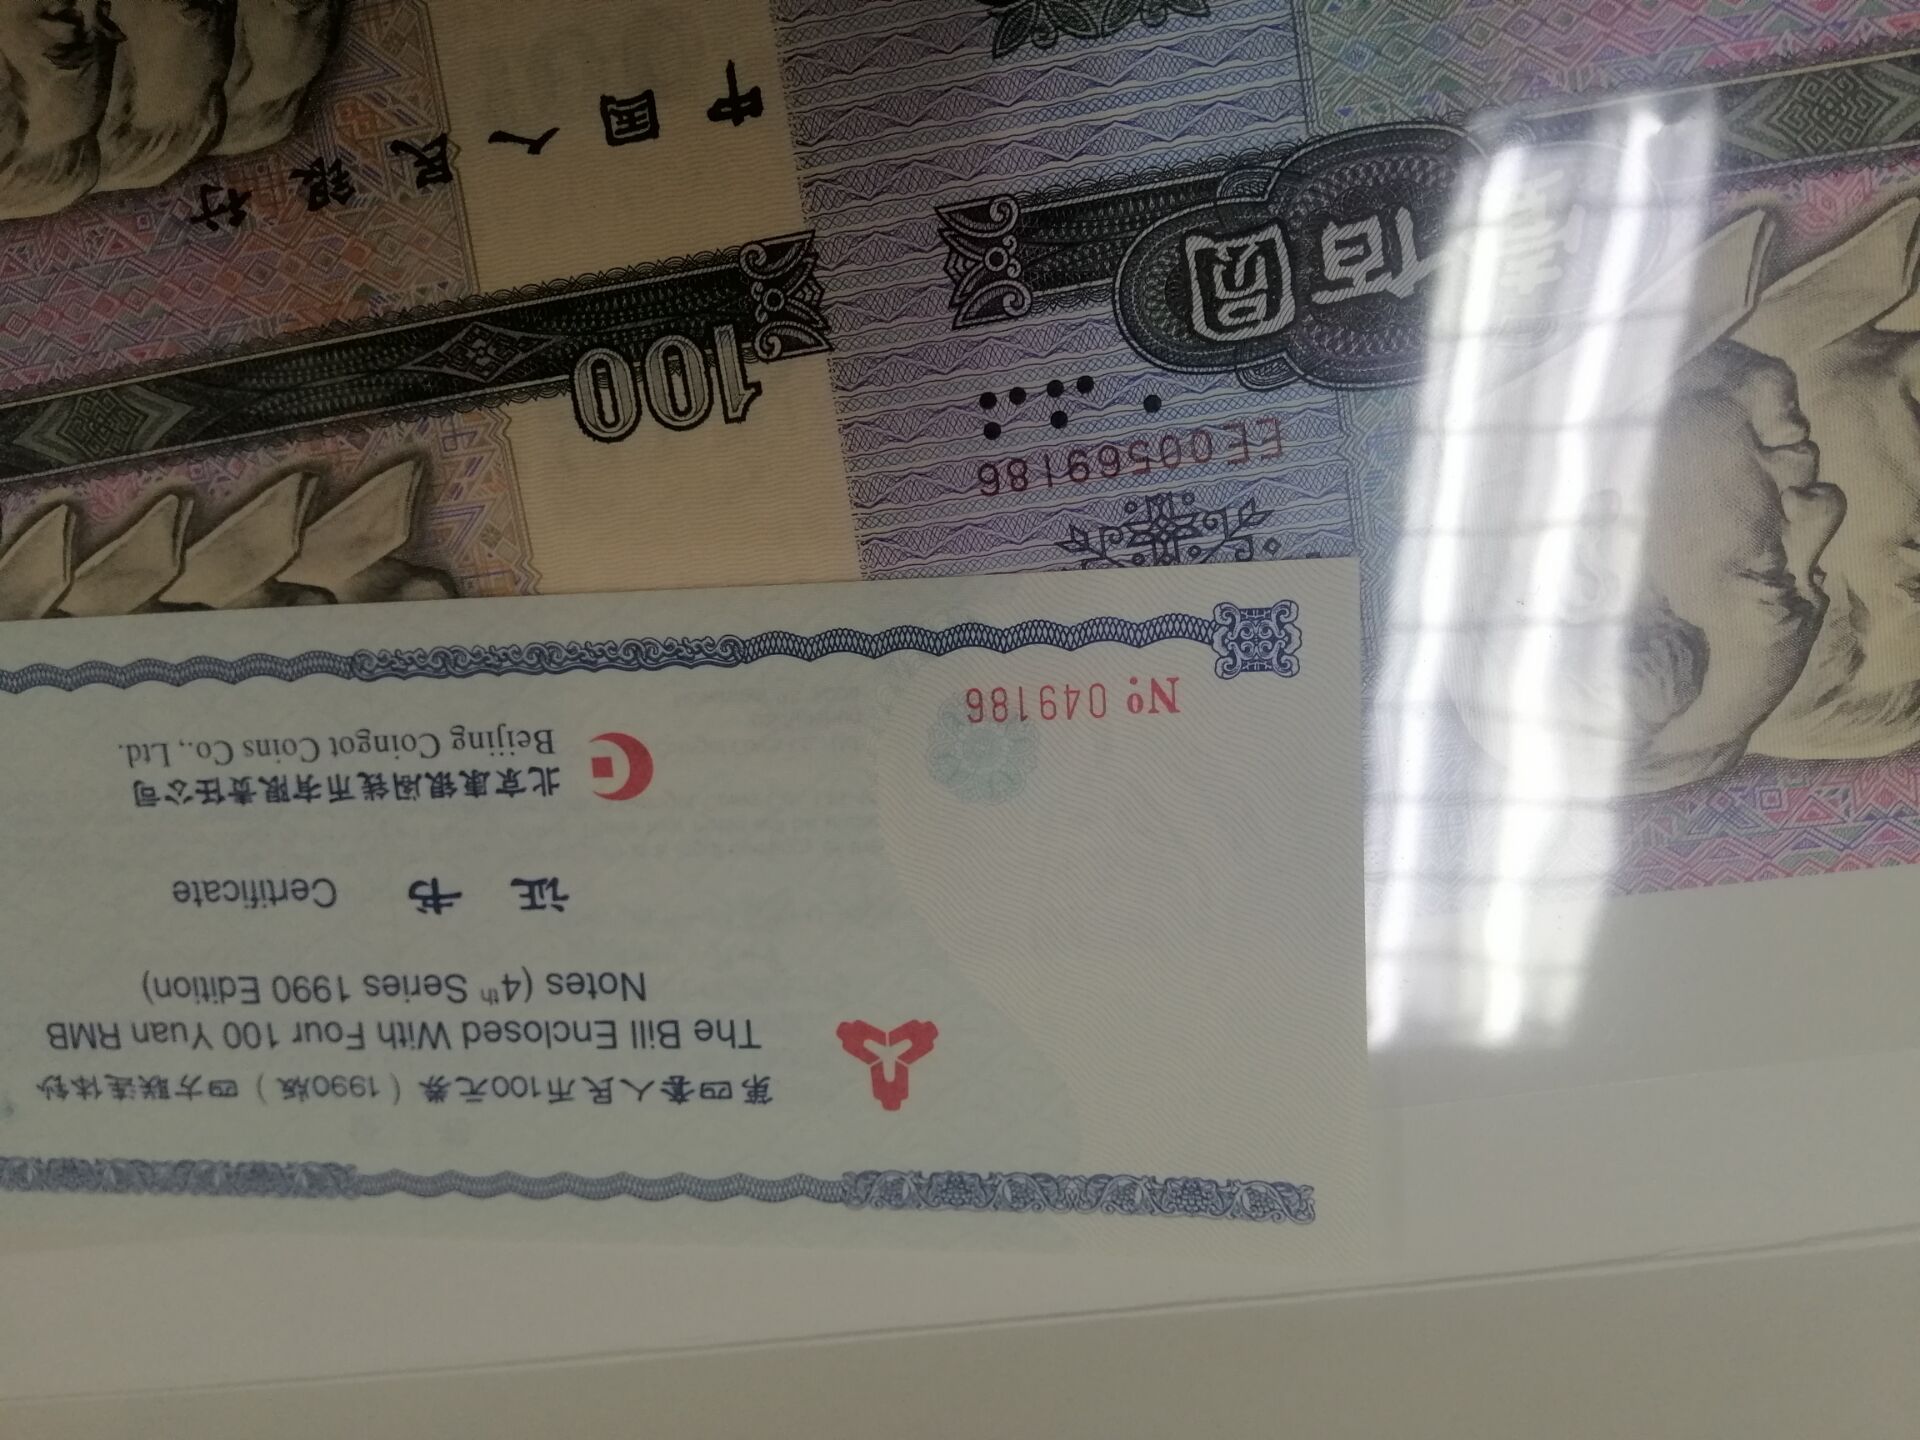 第四套人民币100元券（1990版）四方联连体钞
The Bill Enclosed With Four 100 Yuan RMB
Notes (4th Series 1990 Edition)
证书 Certificate
北京康银阁钱币有限责任公司
Beijing Coingot Coins Co., Ltd.
№ 049186
EE00569186
壹佰圆
100
中国人民银行